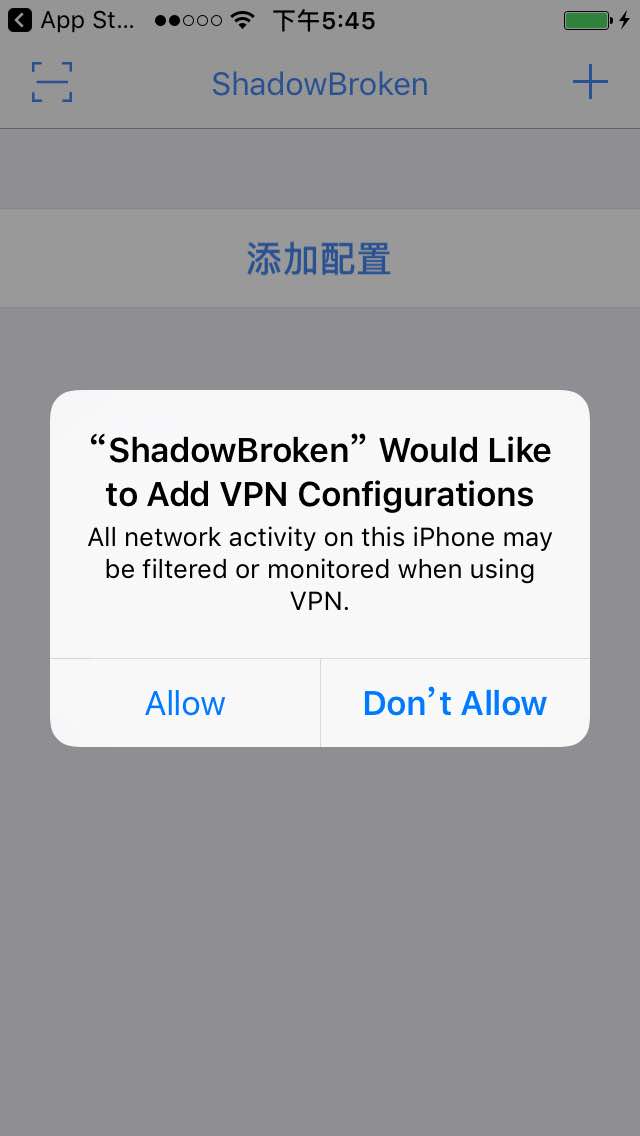 App St... 下午5:45
ShadowBroken
添加配置
“ShadowBroken” Would Like
to Add VPN Configurations
All network activity on this iPhone may
be filtered or monitored when using
VPN.
Allow Don’t Allow